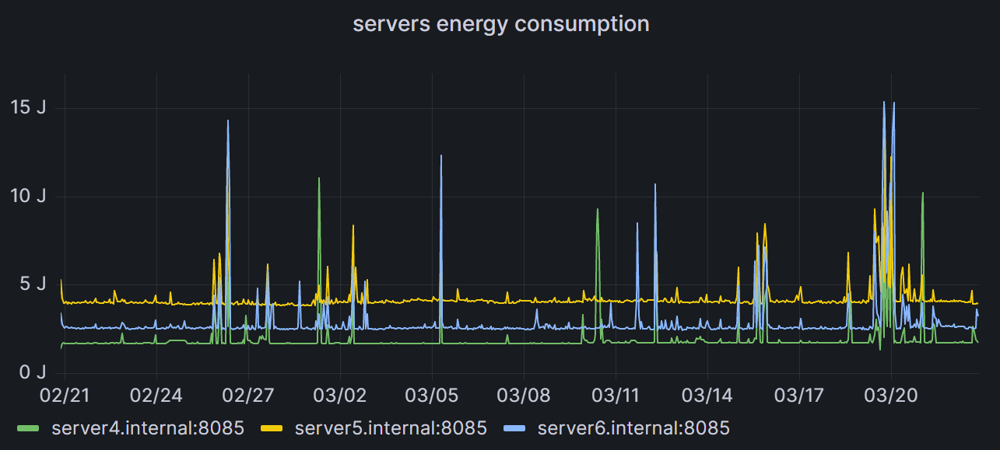 servers energy consumption
15 J
10 J
5 J
0 J
02/21 02/24 02/27 03/02 03/05 03/08 03/11 03/14 03/17 03/20
server4.internal:8085 server5.internal:8085 server6.internal:8085